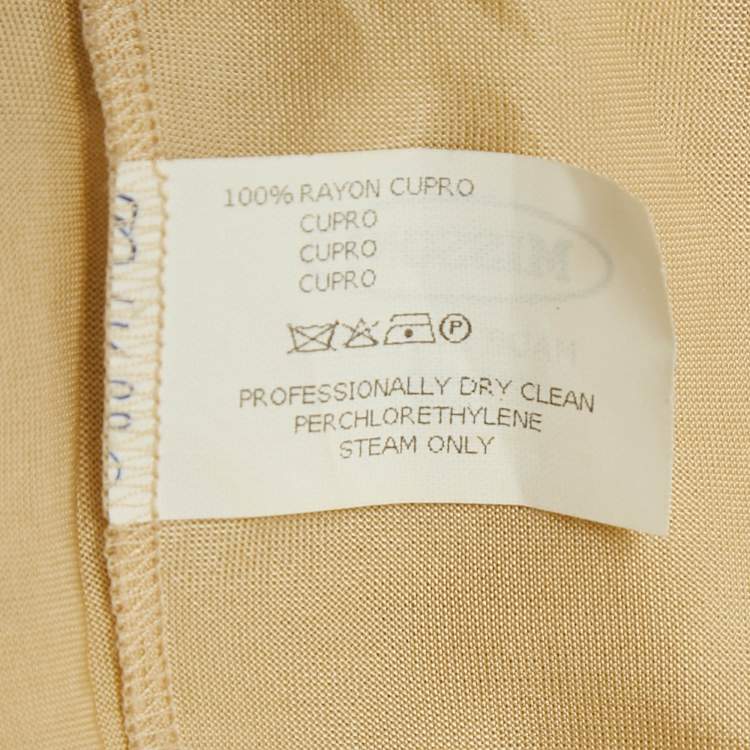 100% RAYON CUPRO
CUPRO
CUPRO
CUPRO
P
PROFESSIONALLY DRY CLEAN
PERCHLORETHYLENE
STEAM ONLY